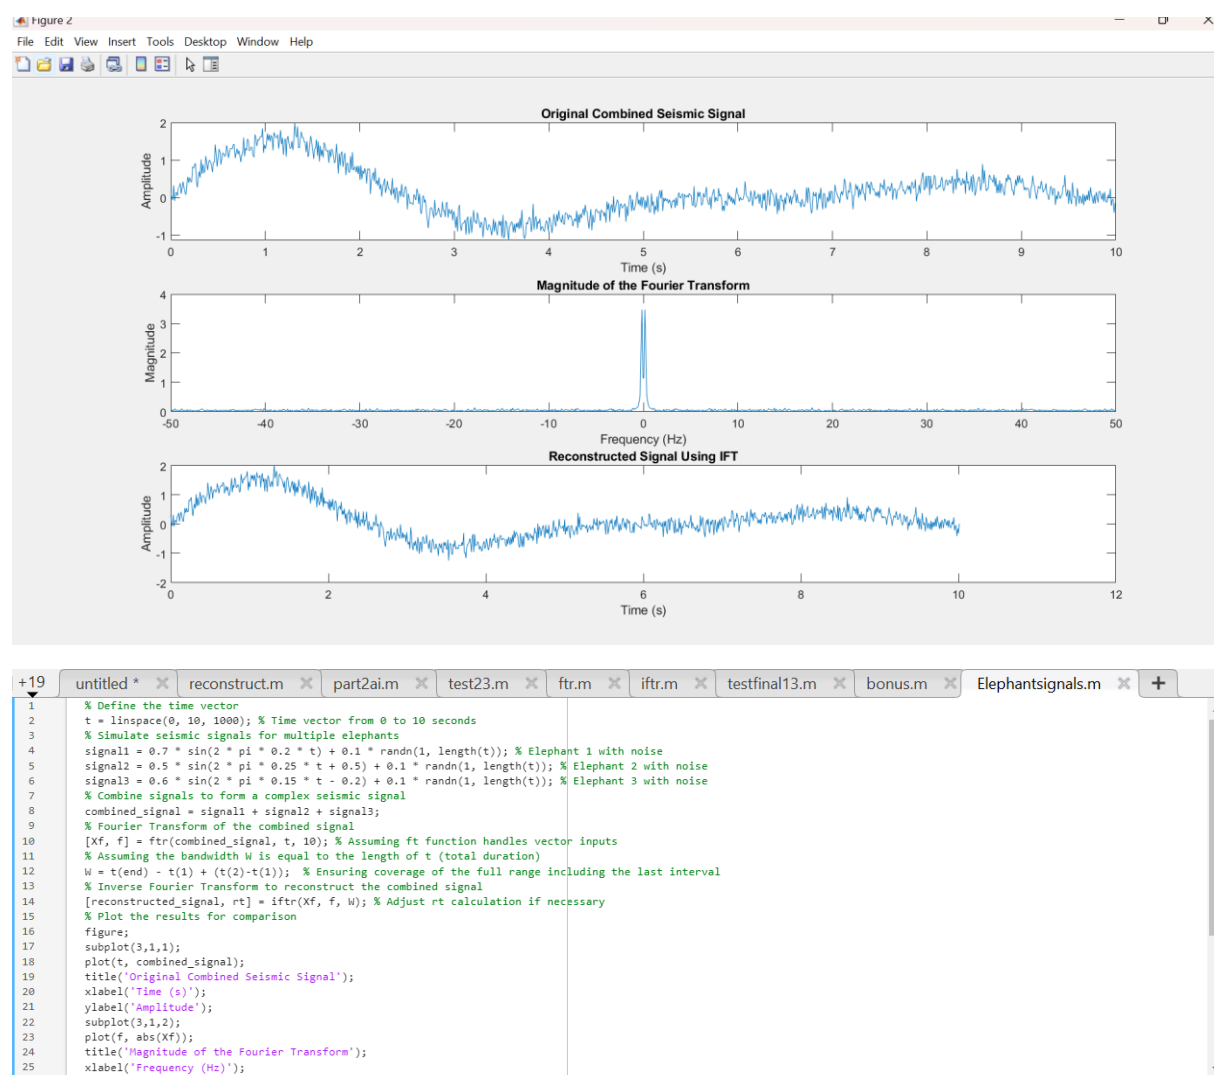 Figure 2
File Edit View Insert Tools Desktop Window Help
Original Combined Seismic Signal
2
1
0
-1
Amplitude
0 1 2 3 4 5 6 7 8 9 10
Time (s)
Magnitude of the Fourier Transform
4
3
2
1
0
Magnitude
-50 -40 -30 -20 -10 0 10 20 30 40 50
Frequency (Hz)
Reconstructed Signal Using IFT
2
1
0
-1
-2
Amplitude
0 2 4 6 8 10 12
Time (s)
+19 untitled * reconstruct.m part2ai.m test23.m ftr.m iftr.m testfinal13.m bonus.m Elephantsignals.m +
1 % Define the time vector
2 t = linspace(0, 10, 1000); % Time vector from 0 to 10 seconds
3 % Simulate seismic signals for multiple elephants
4 signal1 = 0.7 * sin(2 * pi * 0.2 * t) + 0.1 * randn(1, length(t)); % Elephant 1 with noise
5 signal2 = 0.5 * sin(2 * pi * 0.25 * t + 0.5) + 0.1 * randn(1, length(t)); % Elephant 2 with noise
6 signal3 = 0.6 * sin(2 * pi * 0.15 * t - 0.2) + 0.1 * randn(1, length(t)); % Elephant 3 with noise
7 % Combine signals to form a complex seismic signal
8 combined_signal = signal1 + signal2 + signal3;
9 % Fourier Transform of the combined signal
10 [Xf, f] = ftr(combined_signal, t, 10); % Assuming ft function handles vector inputs
11 % Assuming the bandwidth W is equal to the length of t (total duration)
12 W = t(end) - t(1) + (t(2)-t(1)); % Ensuring coverage of the full range including the last interval
13 % Inverse Fourier Transform to reconstruct the combined signal
14 [reconstructed_signal, rt] = iftr(Xf, f, W); % Adjust rt calculation if necessary
15 % Plot the results for comparison
16 figure;
17 subplot(3,1,1);
18 plot(t, combined_signal);
19 title('Original Combined Seismic Signal');
20 xlabel('Time (s)');
21 ylabel('Amplitude');
22 subplot(3,1,2);
23 plot(f, abs(Xf));
24 title('Magnitude of the Fourier Transform');
25 xlabel('Frequency (Hz)');